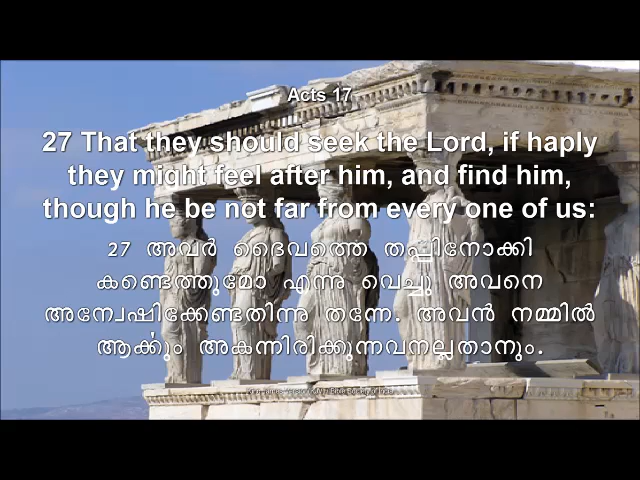 Acts 17
27 That they should seek the Lord, if haply
they might feel after him, and find him,
though he be not far from every one of us:
27 അവർ ദൈവത്തെ തപ്പിനോക്കി
കണ്ടെത്തുമോ എന്നു വെച്ചു അവനെ
അന്വേഷിക്കേണ്ടതിന്നു തന്നേ. അവൻ നമ്മിൽ
ആർക്കും അകന്നിരിക്കുന്നവനല്ലതാനും.